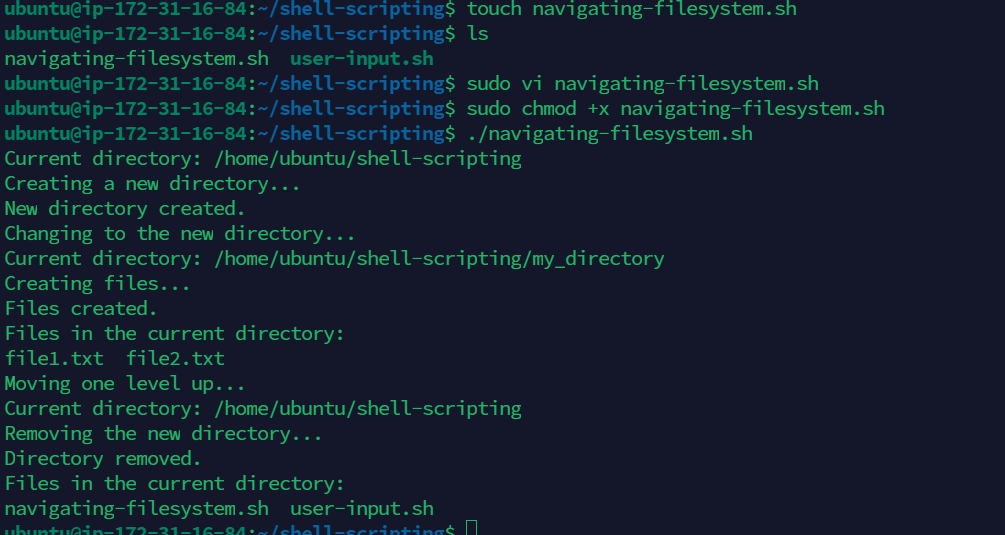 ubuntu@ip-172-31-16-84:~/shell-scripting$ touch navigating-filesystem.sh
ubuntu@ip-172-31-16-84:~/shell-scripting$ ls
navigating-filesystem.sh  user-input.sh
ubuntu@ip-172-31-16-84:~/shell-scripting$ sudo vi navigating-filesystem.sh
ubuntu@ip-172-31-16-84:~/shell-scripting$ sudo chmod +x navigating-filesystem.sh
ubuntu@ip-172-31-16-84:~/shell-scripting$ ./navigating-filesystem.sh
Current directory: /home/ubuntu/shell-scripting
Creating a new directory...
New directory created.
Changing to the new directory...
Current directory: /home/ubuntu/shell-scripting/my_directory
Creating files...
Files created.
Files in the current directory:
file1.txt  file2.txt
Moving one level up...
Current directory: /home/ubuntu/shell-scripting
Removing the new directory...
Directory removed.
Files in the current directory:
navigating-filesystem.sh  user-input.sh
ubuntu@ip-172-31-16-84:~/shell-scripting$